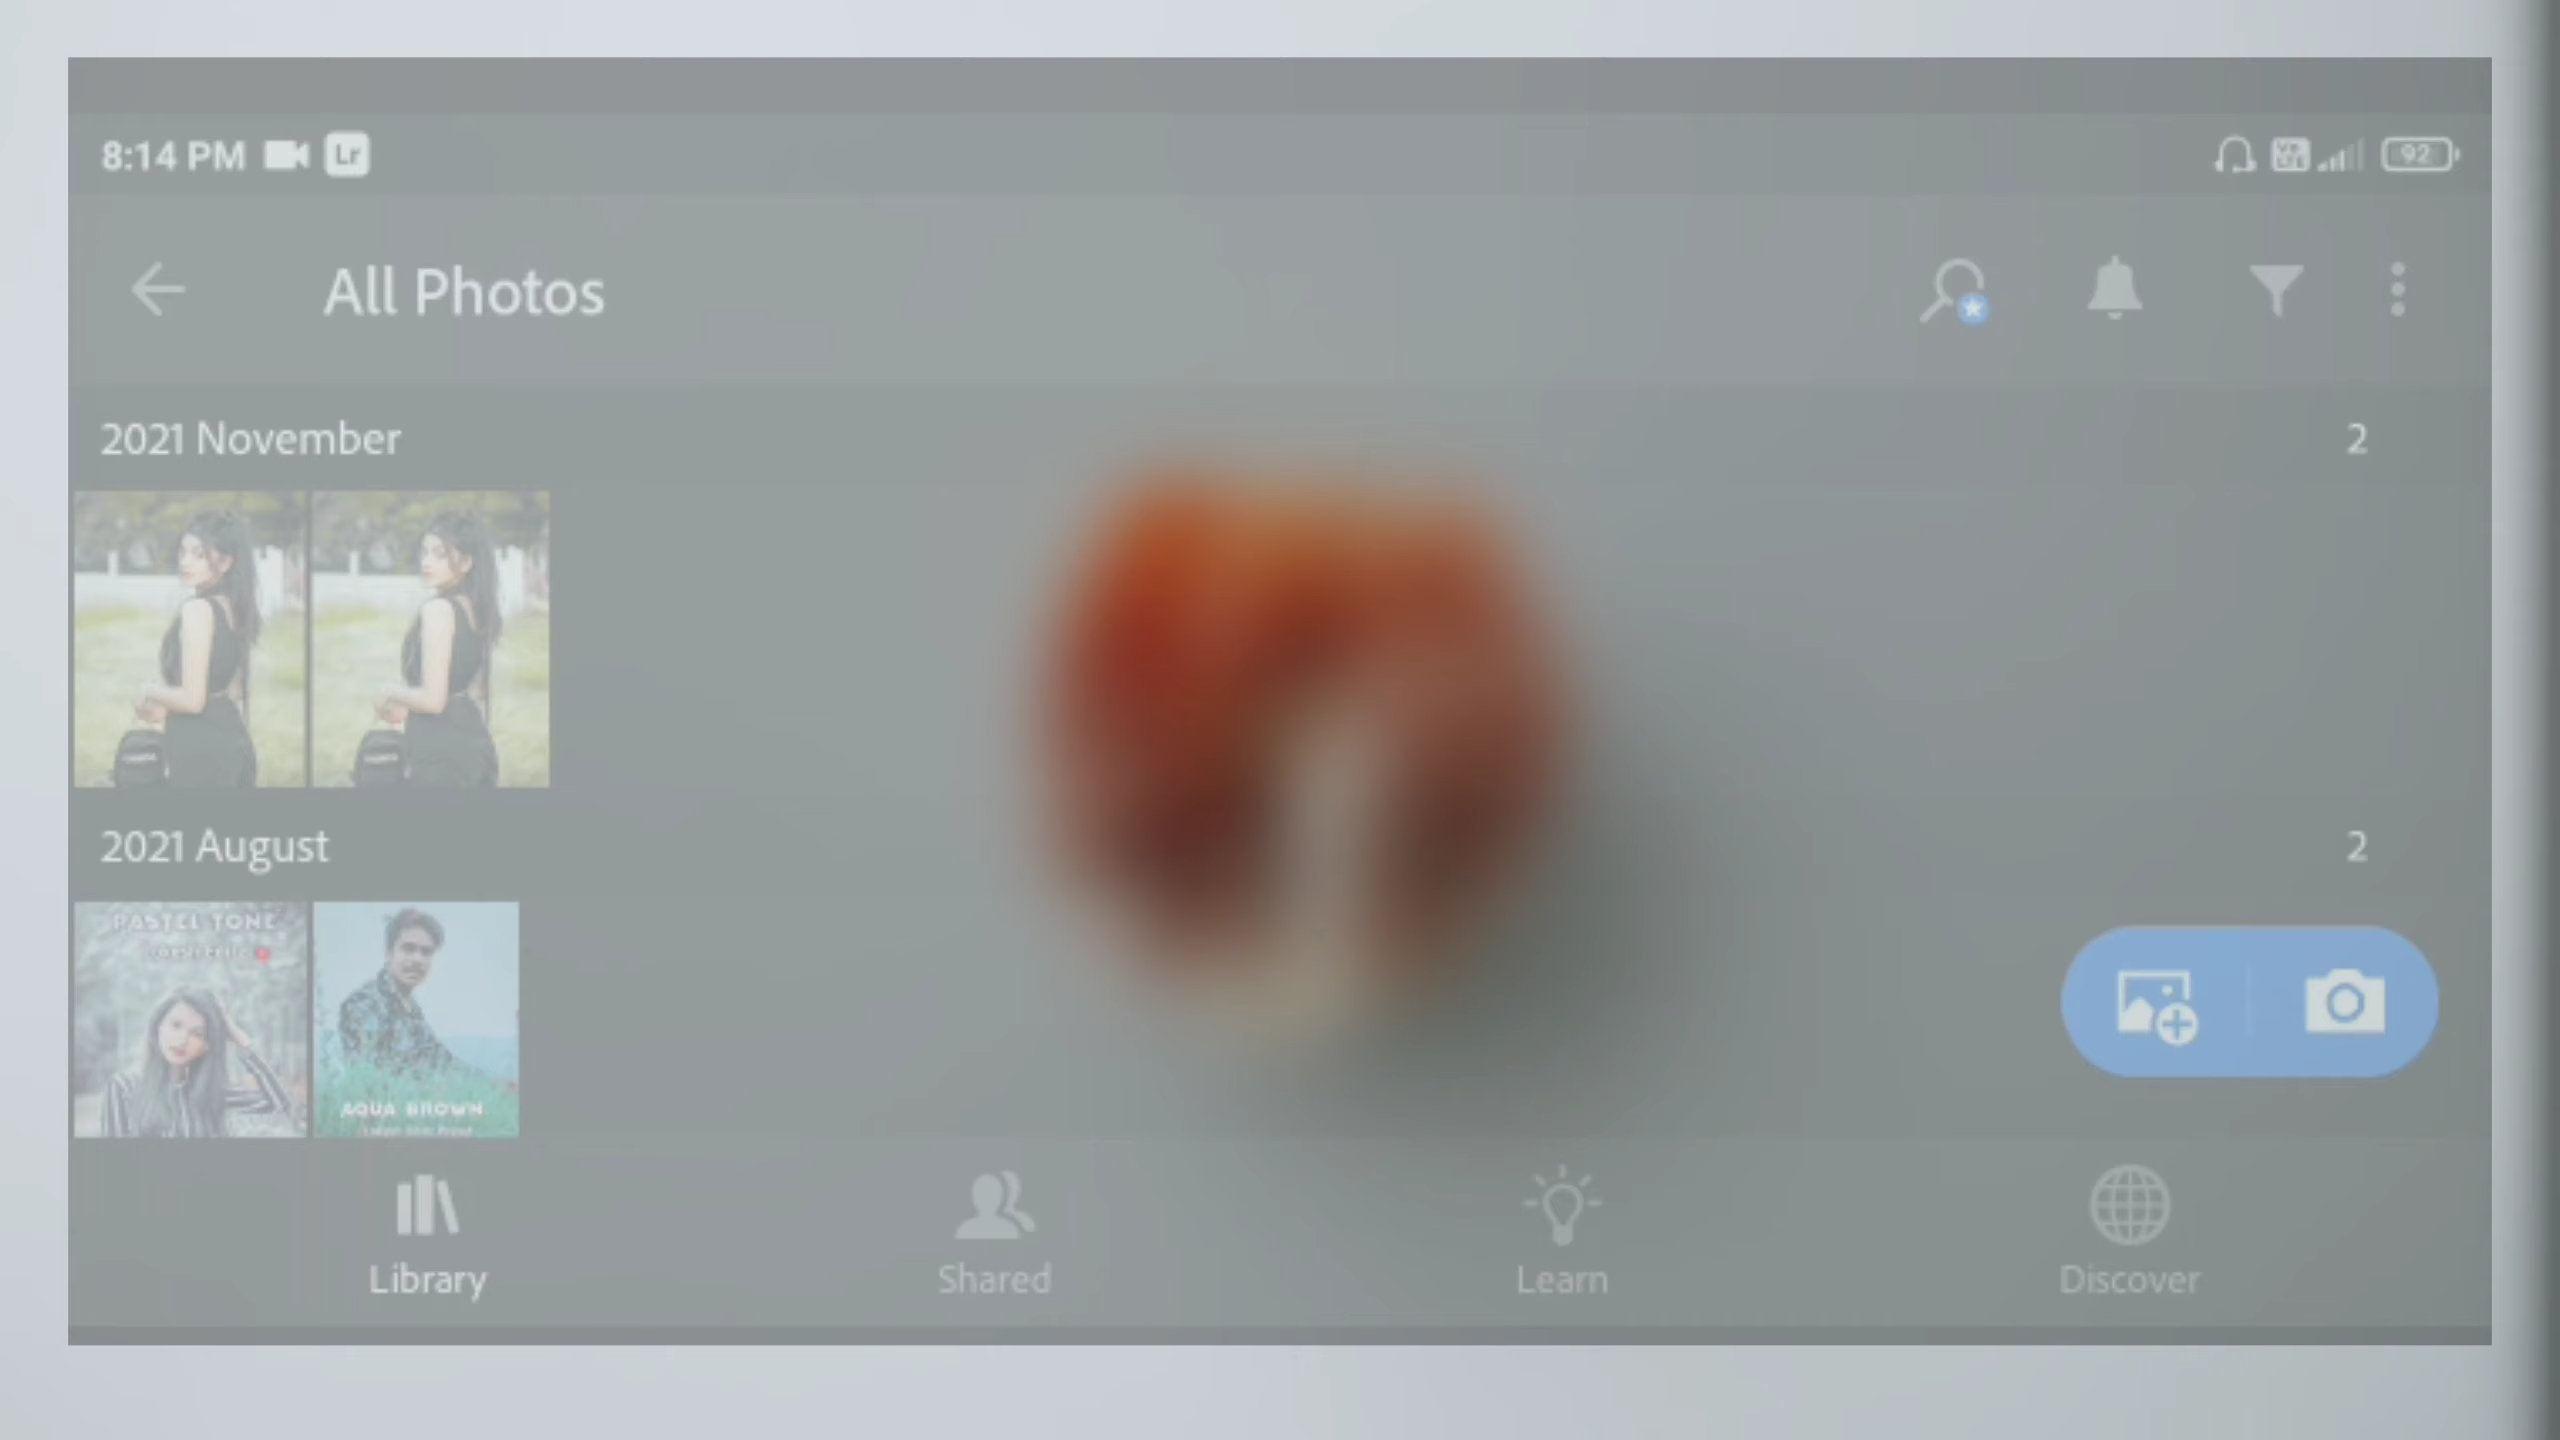 8:14 PM Lr 92
All Photos
2021 November 2
2021 August 2
PASTEL TONE
AQUA BROWN
Library Shared Learn Discover